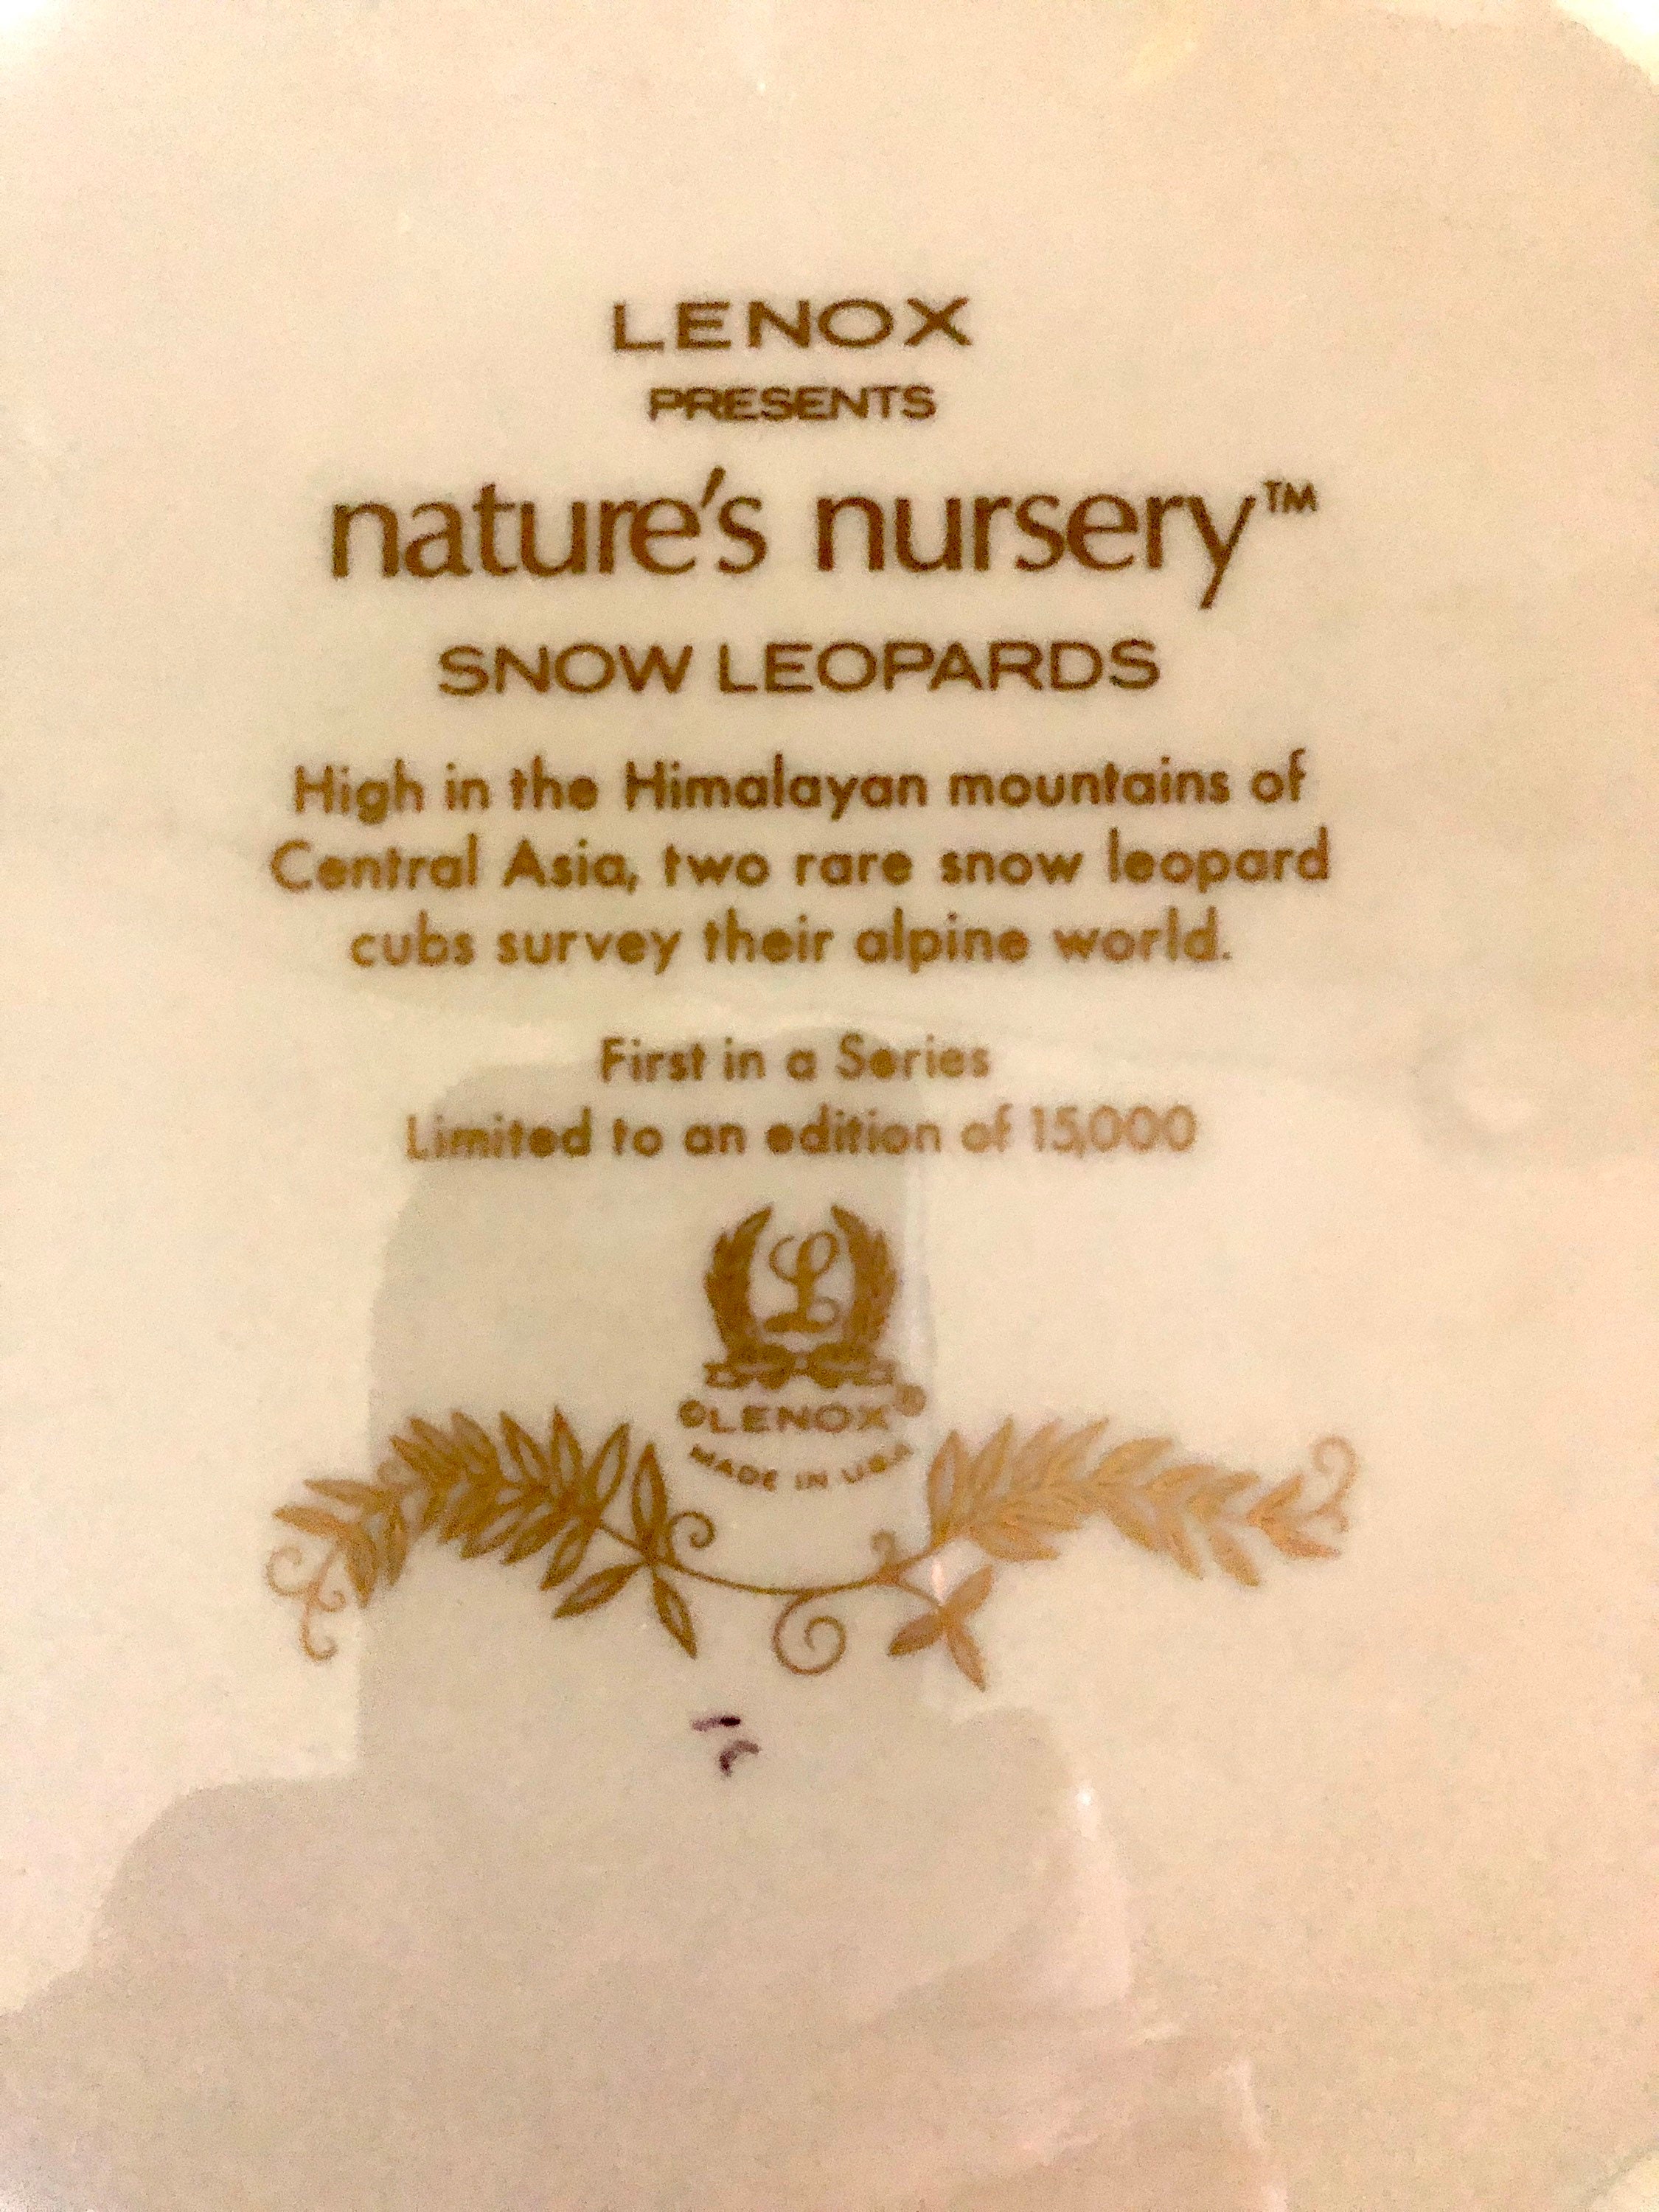 LENOX
PRESENTS
nature's nursery™
SNOW LEOPARDS
High in the Himalayan mountains of
Central Asia, two rare snow leopard
cubs survey their alpine world.
First in a Series
Limited to an edition of 15,000
L
©LENOX®
MADE IN U.S.A.